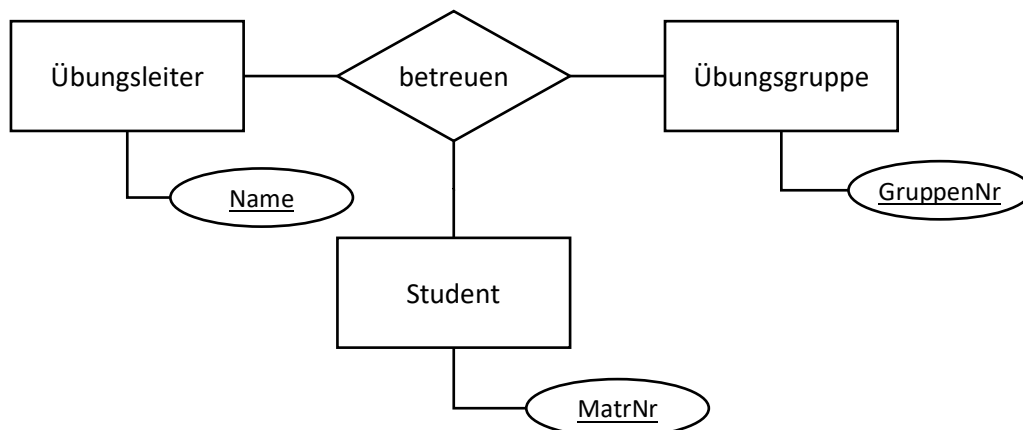 Übungsleiter
betreuen
Übungsgruppe
Name
GruppenNr
Student
MatrNr